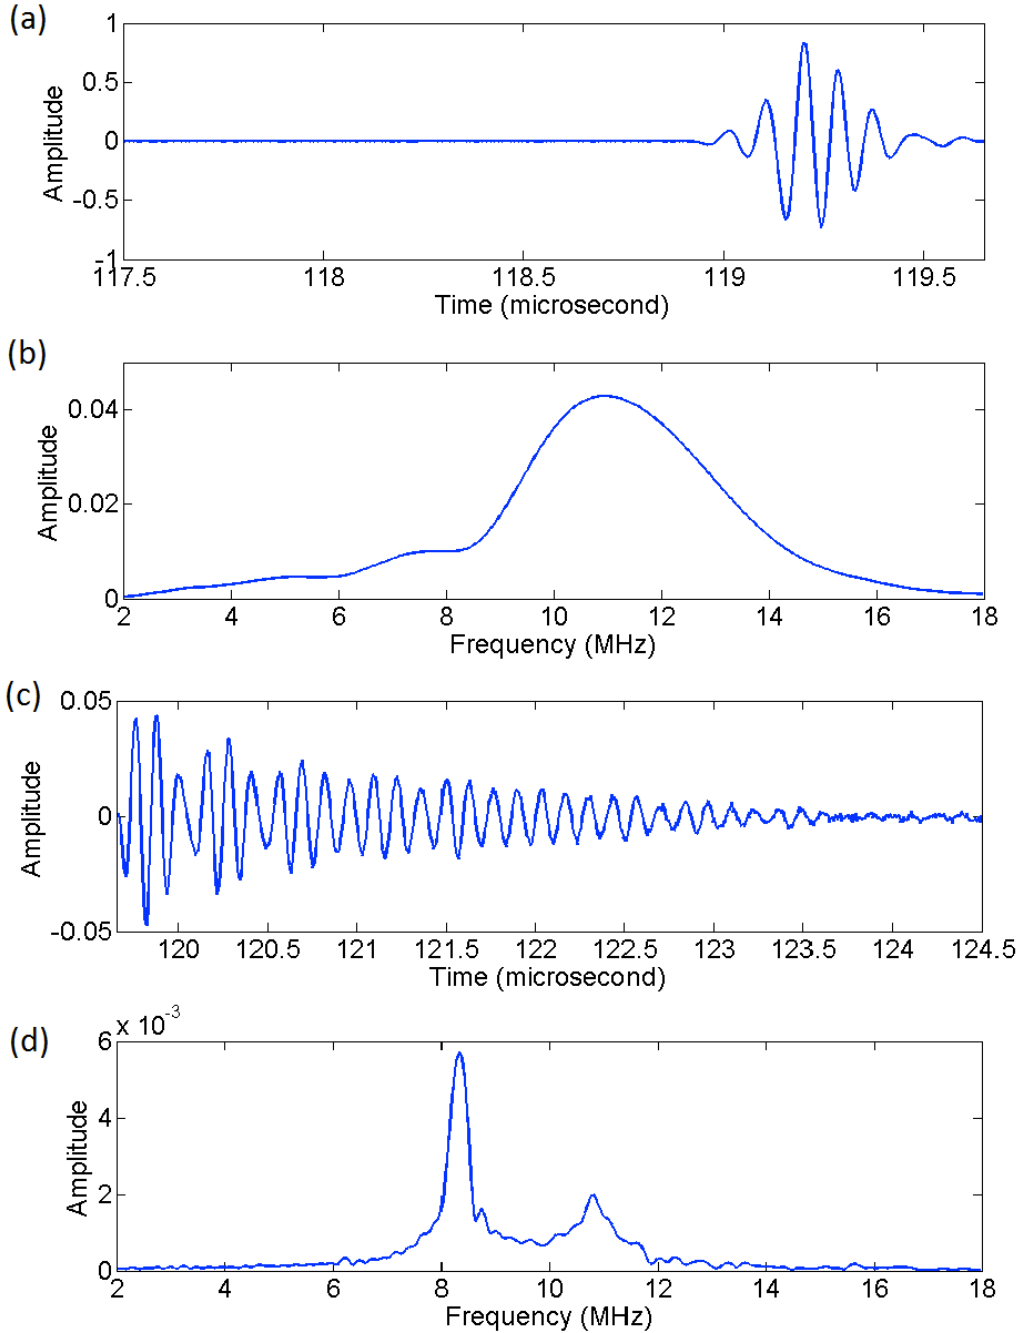 (a)
1
0.5
0
-0.5
-1
Amplitude
117.5 118 118.5 119 119.5
Time (microsecond)
(b)
0.04
0.02
0
Amplitude
2 4 6 8 10 12 14 16 18
Frequency (MHz)
(c)
0.05
0
-0.05
Amplitude
120 120.5 121 121.5 122 122.5 123 123.5 124 124.5
Time (microsecond)
(d)
x 10-3
6
4
2
0
Amplitude
2 4 6 8 10 12 14 16 18
Frequency (MHz)